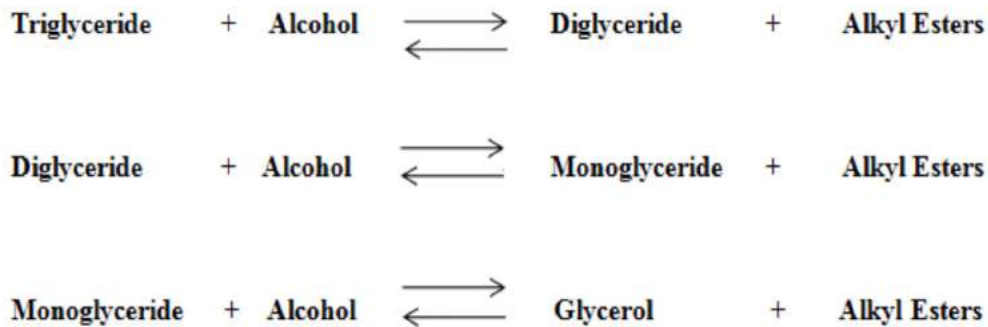 Triglyceride + Alcohol Diglyceride + Alkyl Esters
Diglyceride + Alcohol Monoglyceride + Alkyl Esters
Monoglyceride + Alcohol Glycerol + Alkyl Esters